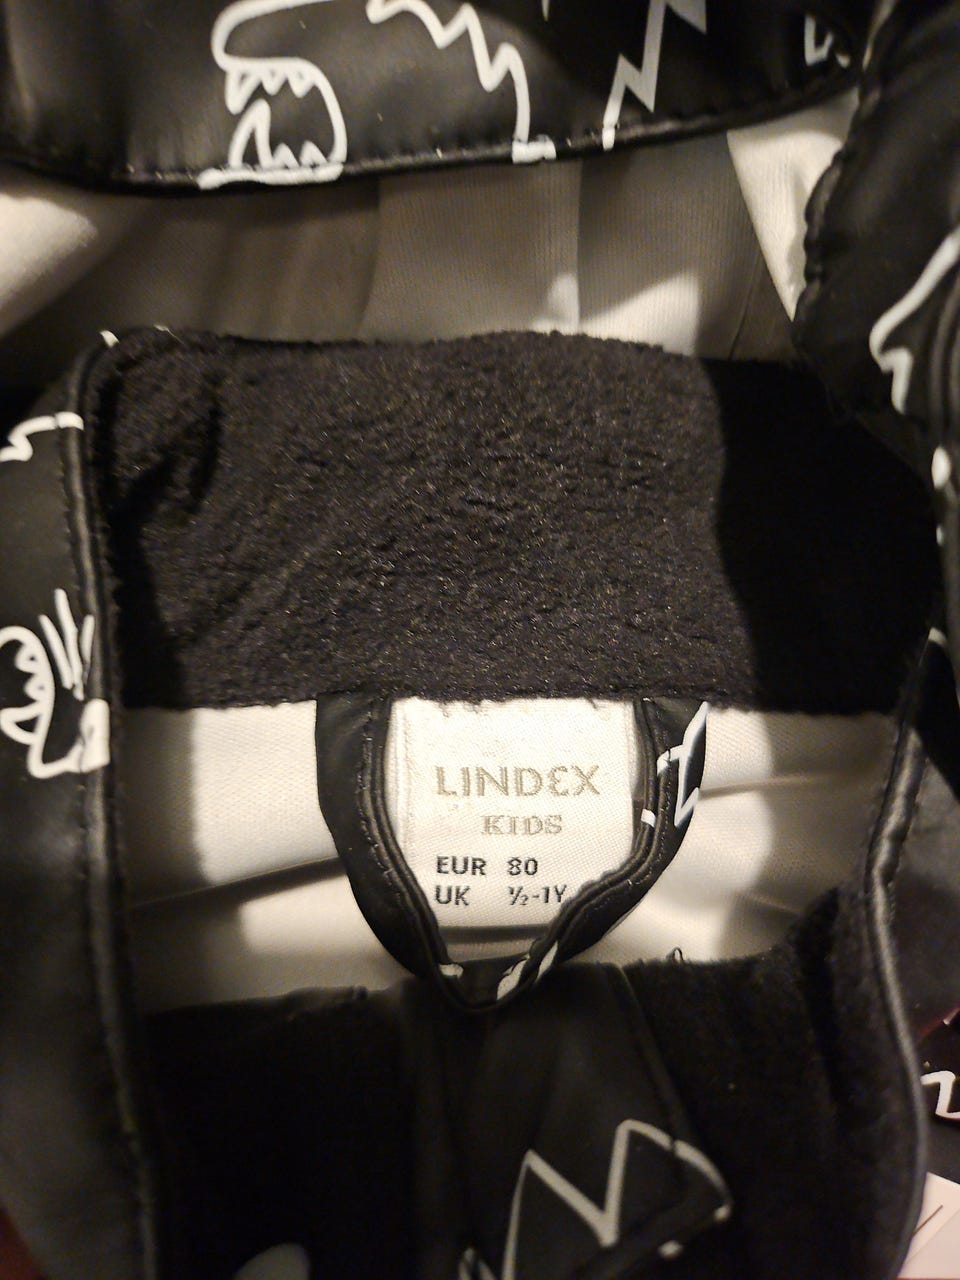 LINDEX
KIDS
EUR 80
UK ½-1Y